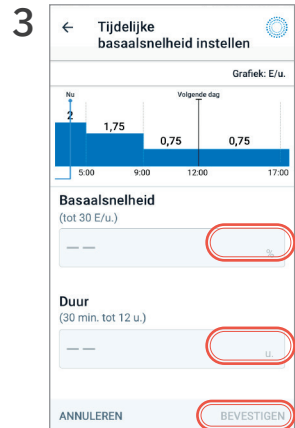 3
Tijdelijke
basaalsnelheid instellen
Grafiek: E/u.
Nu
Volgende dag
2
1,75
0,75
0,75
5:00
9:00
12:00
17:00
Basaalsnelheid
(tot 30 E/u.)
— —
%
Duur
(30 min. tot 12 u.)
— —
u.
ANNULEREN
BEVESTIGEN